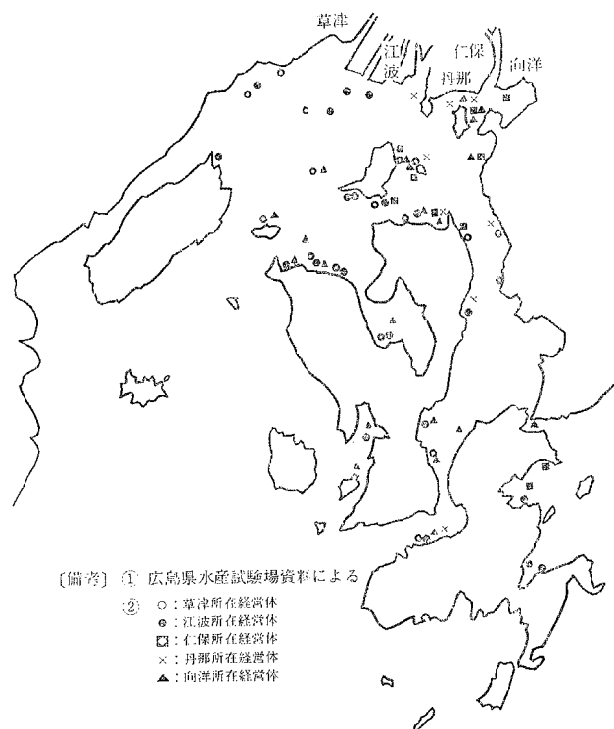 草津
江波
仁保
丹那
向洋
〔備考〕 ① 広島県水産試験場資料による
② ○：草津所在経営体
◉：江波所在経営体
▣：仁保所在経営体
×：丹那所在経営体
▲：向洋所在経営体